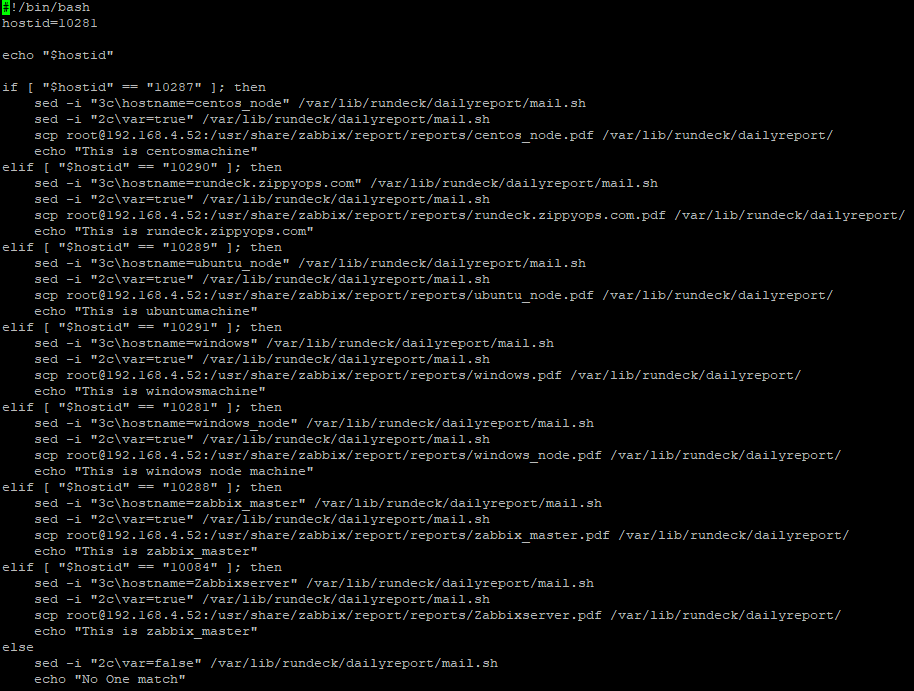 #!/bin/bash
hostid=10281

echo "$hostid"

if [ "$hostid" == "10287" ]; then
    sed -i "3c\hostname=centos_node" /var/lib/rundeck/dailyreport/mail.sh
    sed -i "2c\var=true" /var/lib/rundeck/dailyreport/mail.sh
    scp root@192.168.4.52:/usr/share/zabbix/report/reports/centos_node.pdf /var/lib/rundeck/dailyreport/
    echo "This is centosmachine"
elif [ "$hostid" == "10290" ]; then
    sed -i "3c\hostname=rundeck.zippyops.com" /var/lib/rundeck/dailyreport/mail.sh
    sed -i "2c\var=true" /var/lib/rundeck/dailyreport/mail.sh
    scp root@192.168.4.52:/usr/share/zabbix/report/reports/rundeck.zippyops.com.pdf /var/lib/rundeck/dailyreport/
    echo "This is rundeck.zippyops.com"
elif [ "$hostid" == "10289" ]; then
    sed -i "3c\hostname=ubuntu_node" /var/lib/rundeck/dailyreport/mail.sh
    sed -i "2c\var=true" /var/lib/rundeck/dailyreport/mail.sh
    scp root@192.168.4.52:/usr/share/zabbix/report/reports/ubuntu_node.pdf /var/lib/rundeck/dailyreport/
    echo "This is ubuntumachine"
elif [ "$hostid" == "10291" ]; then
    sed -i "3c\hostname=windows" /var/lib/rundeck/dailyreport/mail.sh
    sed -i "2c\var=true" /var/lib/rundeck/dailyreport/mail.sh
    scp root@192.168.4.52:/usr/share/zabbix/report/reports/windows.pdf /var/lib/rundeck/dailyreport/
    echo "This is windowsmachine"
elif [ "$hostid" == "10281" ]; then
    sed -i "3c\hostname=windows_node" /var/lib/rundeck/dailyreport/mail.sh
    sed -i "2c\var=true" /var/lib/rundeck/dailyreport/mail.sh
    scp root@192.168.4.52:/usr/share/zabbix/report/reports/windows_node.pdf /var/lib/rundeck/dailyreport/
    echo "This is windows node machine"
elif [ "$hostid" == "10288" ]; then
    sed -i "3c\hostname=zabbix_master" /var/lib/rundeck/dailyreport/mail.sh
    sed -i "2c\var=true" /var/lib/rundeck/dailyreport/mail.sh
    scp root@192.168.4.52:/usr/share/zabbix/report/reports/zabbix_master.pdf /var/lib/rundeck/dailyreport/
    echo "This is zabbix_master"
elif [ "$hostid" == "10084" ]; then
    sed -i "3c\hostname=Zabbixserver" /var/lib/rundeck/dailyreport/mail.sh
    sed -i "2c\var=true" /var/lib/rundeck/dailyreport/mail.sh
    scp root@192.168.4.52:/usr/share/zabbix/report/reports/Zabbixserver.pdf /var/lib/rundeck/dailyreport/
    echo "This is zabbix_master"
else
    sed -i "2c\var=false" /var/lib/rundeck/dailyreport/mail.sh
    echo "No One match"